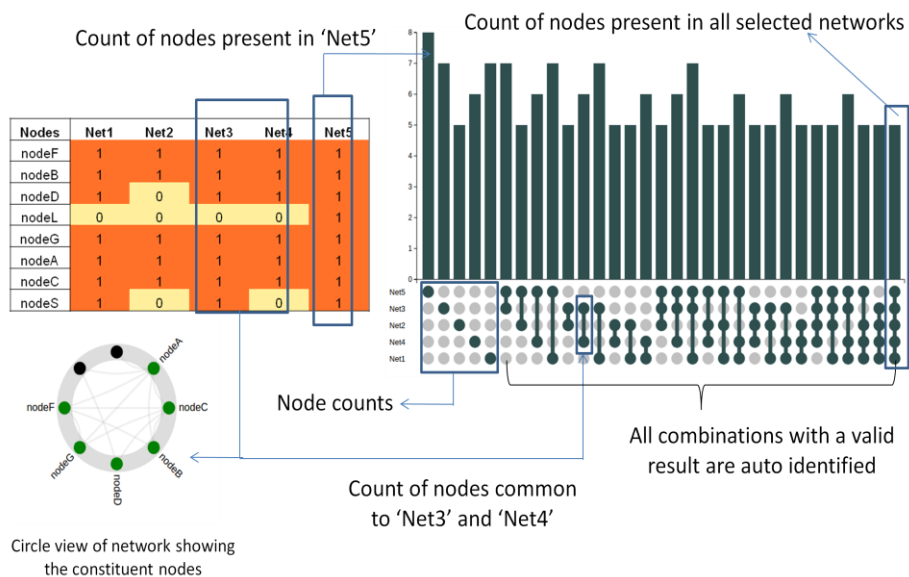 Count of nodes present in 'Net5'
Count of nodes present in all selected networks
Nodes Net1 Net2 Net3 Net4 Net5
nodeF 1 1 1 1 1
nodeB 1 1 1 1 1
nodeD 1 0 1 1 1
nodeL 0 0 0 0 1
nodeG 1 1 1 1 1
nodeA 1 1 1 1 1
nodeC 1 1 1 1 1
nodeS 1 0 1 0 1
8
7
6
5
4
3
2
1
0
Net5
Net3
Net2
Net4
Net1
nodeA
nodeC
nodeB
nodeD
nodeG
nodeF
Node counts
All combinations with a valid
result are auto identified
Count of nodes common
to 'Net3' and 'Net4'
Circle view of network showing
the constituent nodes